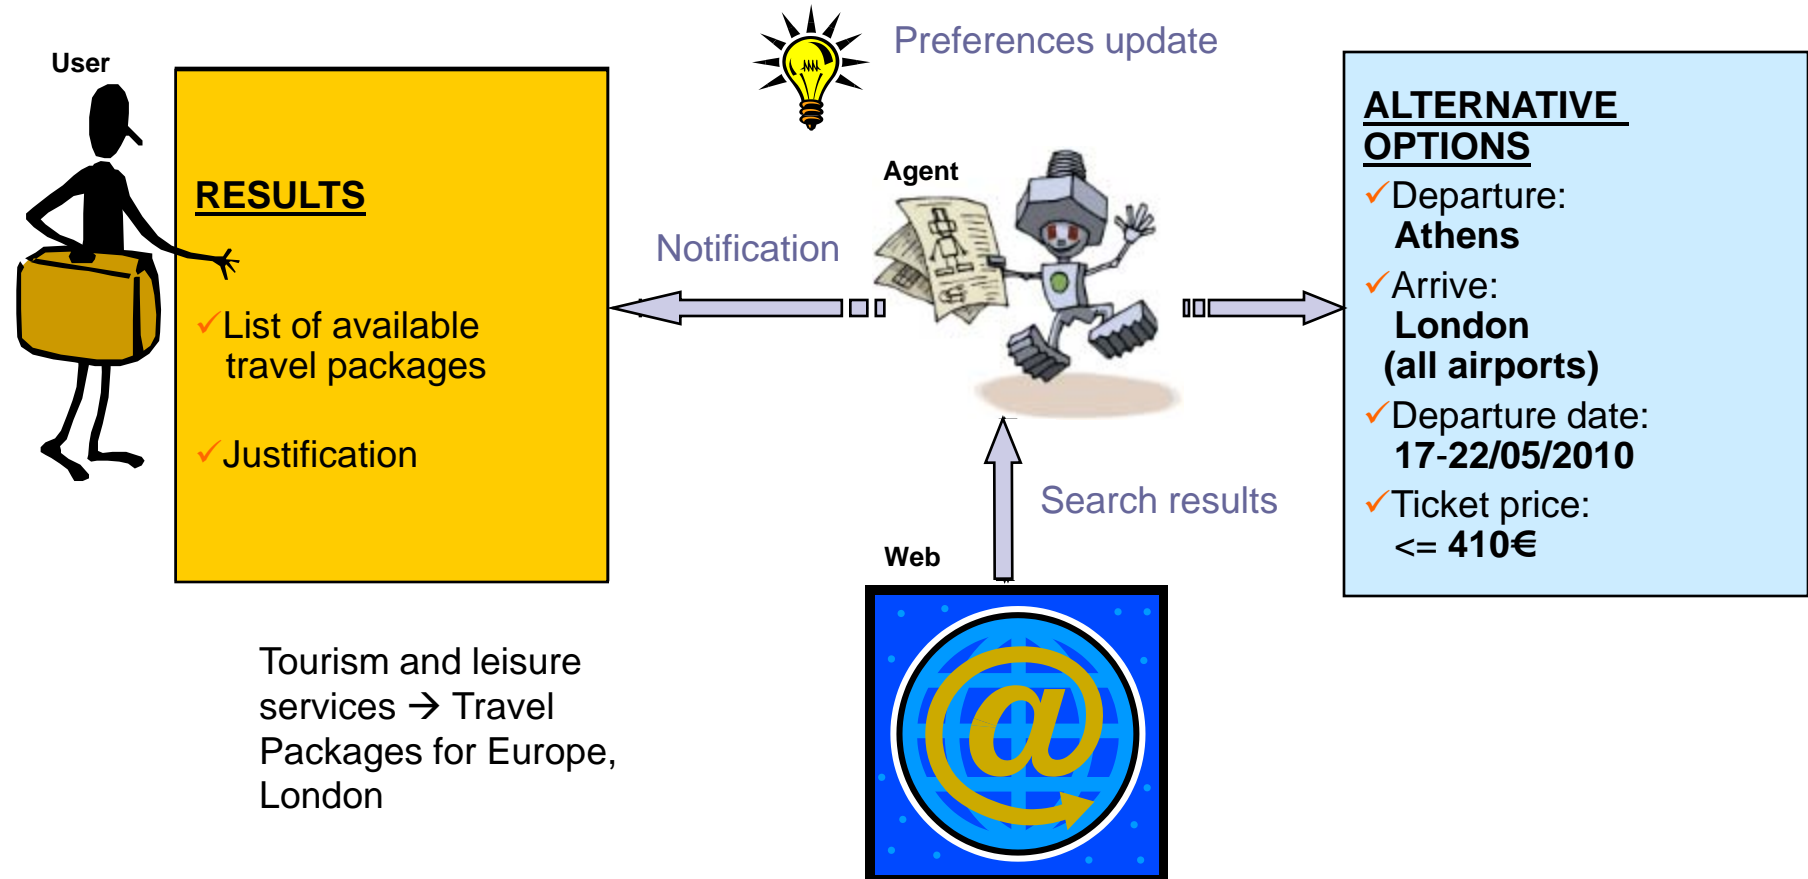 User
RESULTS
✓List of available
travel packages
✓Justification
Tourism and leisure
services → Travel
Packages for Europe,
London
Preferences update
Agent
Notification
Search results
Web
@
ALTERNATIVE
OPTIONS
✓Departure:
Athens
✓Arrive:
London
(all airports)
✓Departure date:
17-22/05/2010
✓Ticket price:
<= 410€